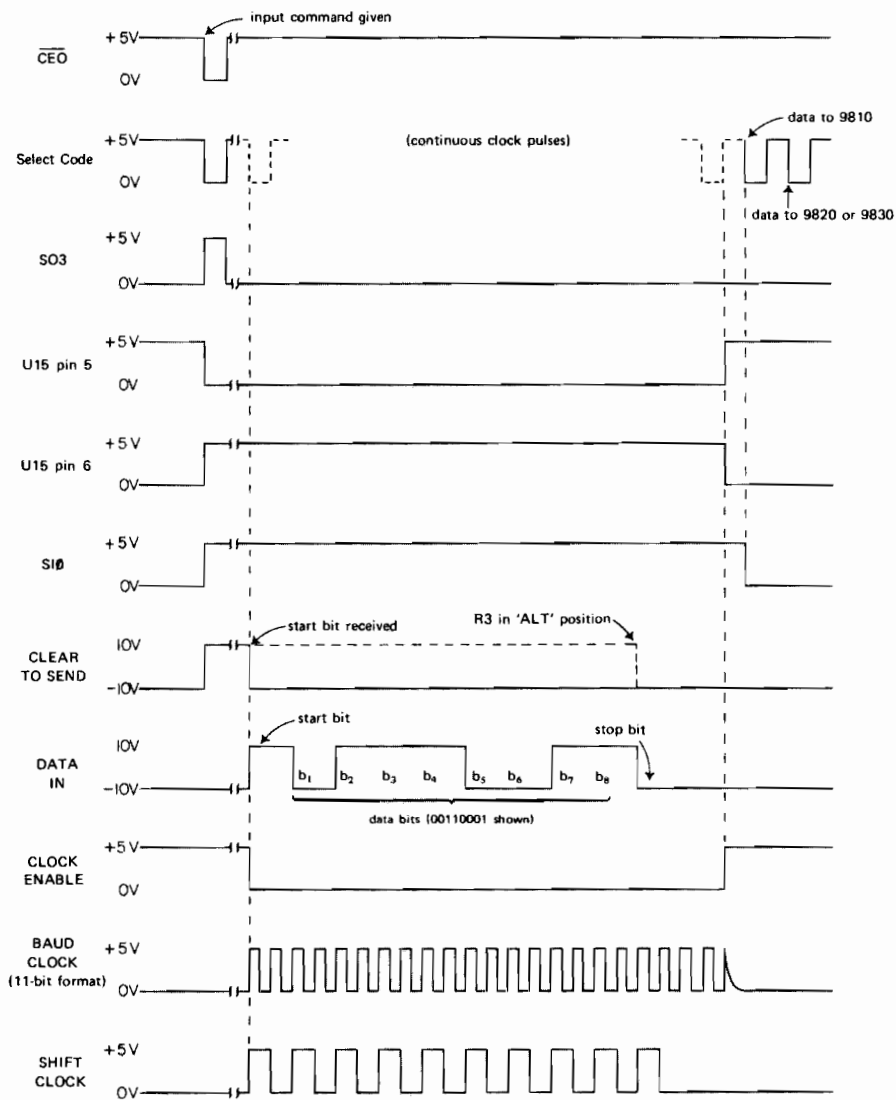 input command given
+5V
CEO
0V
data to 9810
+5V
(continuous clock pulses)
Select Code
0V
data to 9820 or 9830
+5V
SO3
0V
+5V
U15 pin 5
0V
+5V
U15 pin 6
0V
+5V
SIØ
0V
start bit received
R3 in 'ALT' position
10V
CLEAR
TO SEND
-10V
start bit
stop bit
10V
DATA
IN
b1 b2 b3 b4 b5 b6 b7 b8
-10V
data bits (00110001 shown)
+5V
CLOCK
ENABLE
0V
BAUD
+5V
CLOCK
(11-bit format)
0V
+5V
SHIFT
CLOCK
0V